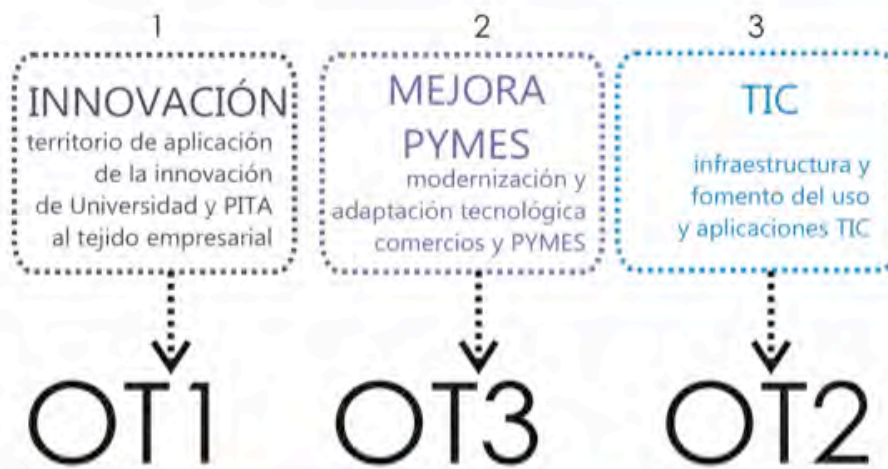 1
INNOVACIÓN
territorio de aplicación
de la innovación
de Universidad y PITA
al tejido empresarial
OT1
2
MEJORA
PYMES
modernización y
adaptación tecnológica
comercios y PYMES
OT3
3
TIC
infraestructura y
fomento del uso
y aplicaciones TIC
OT2